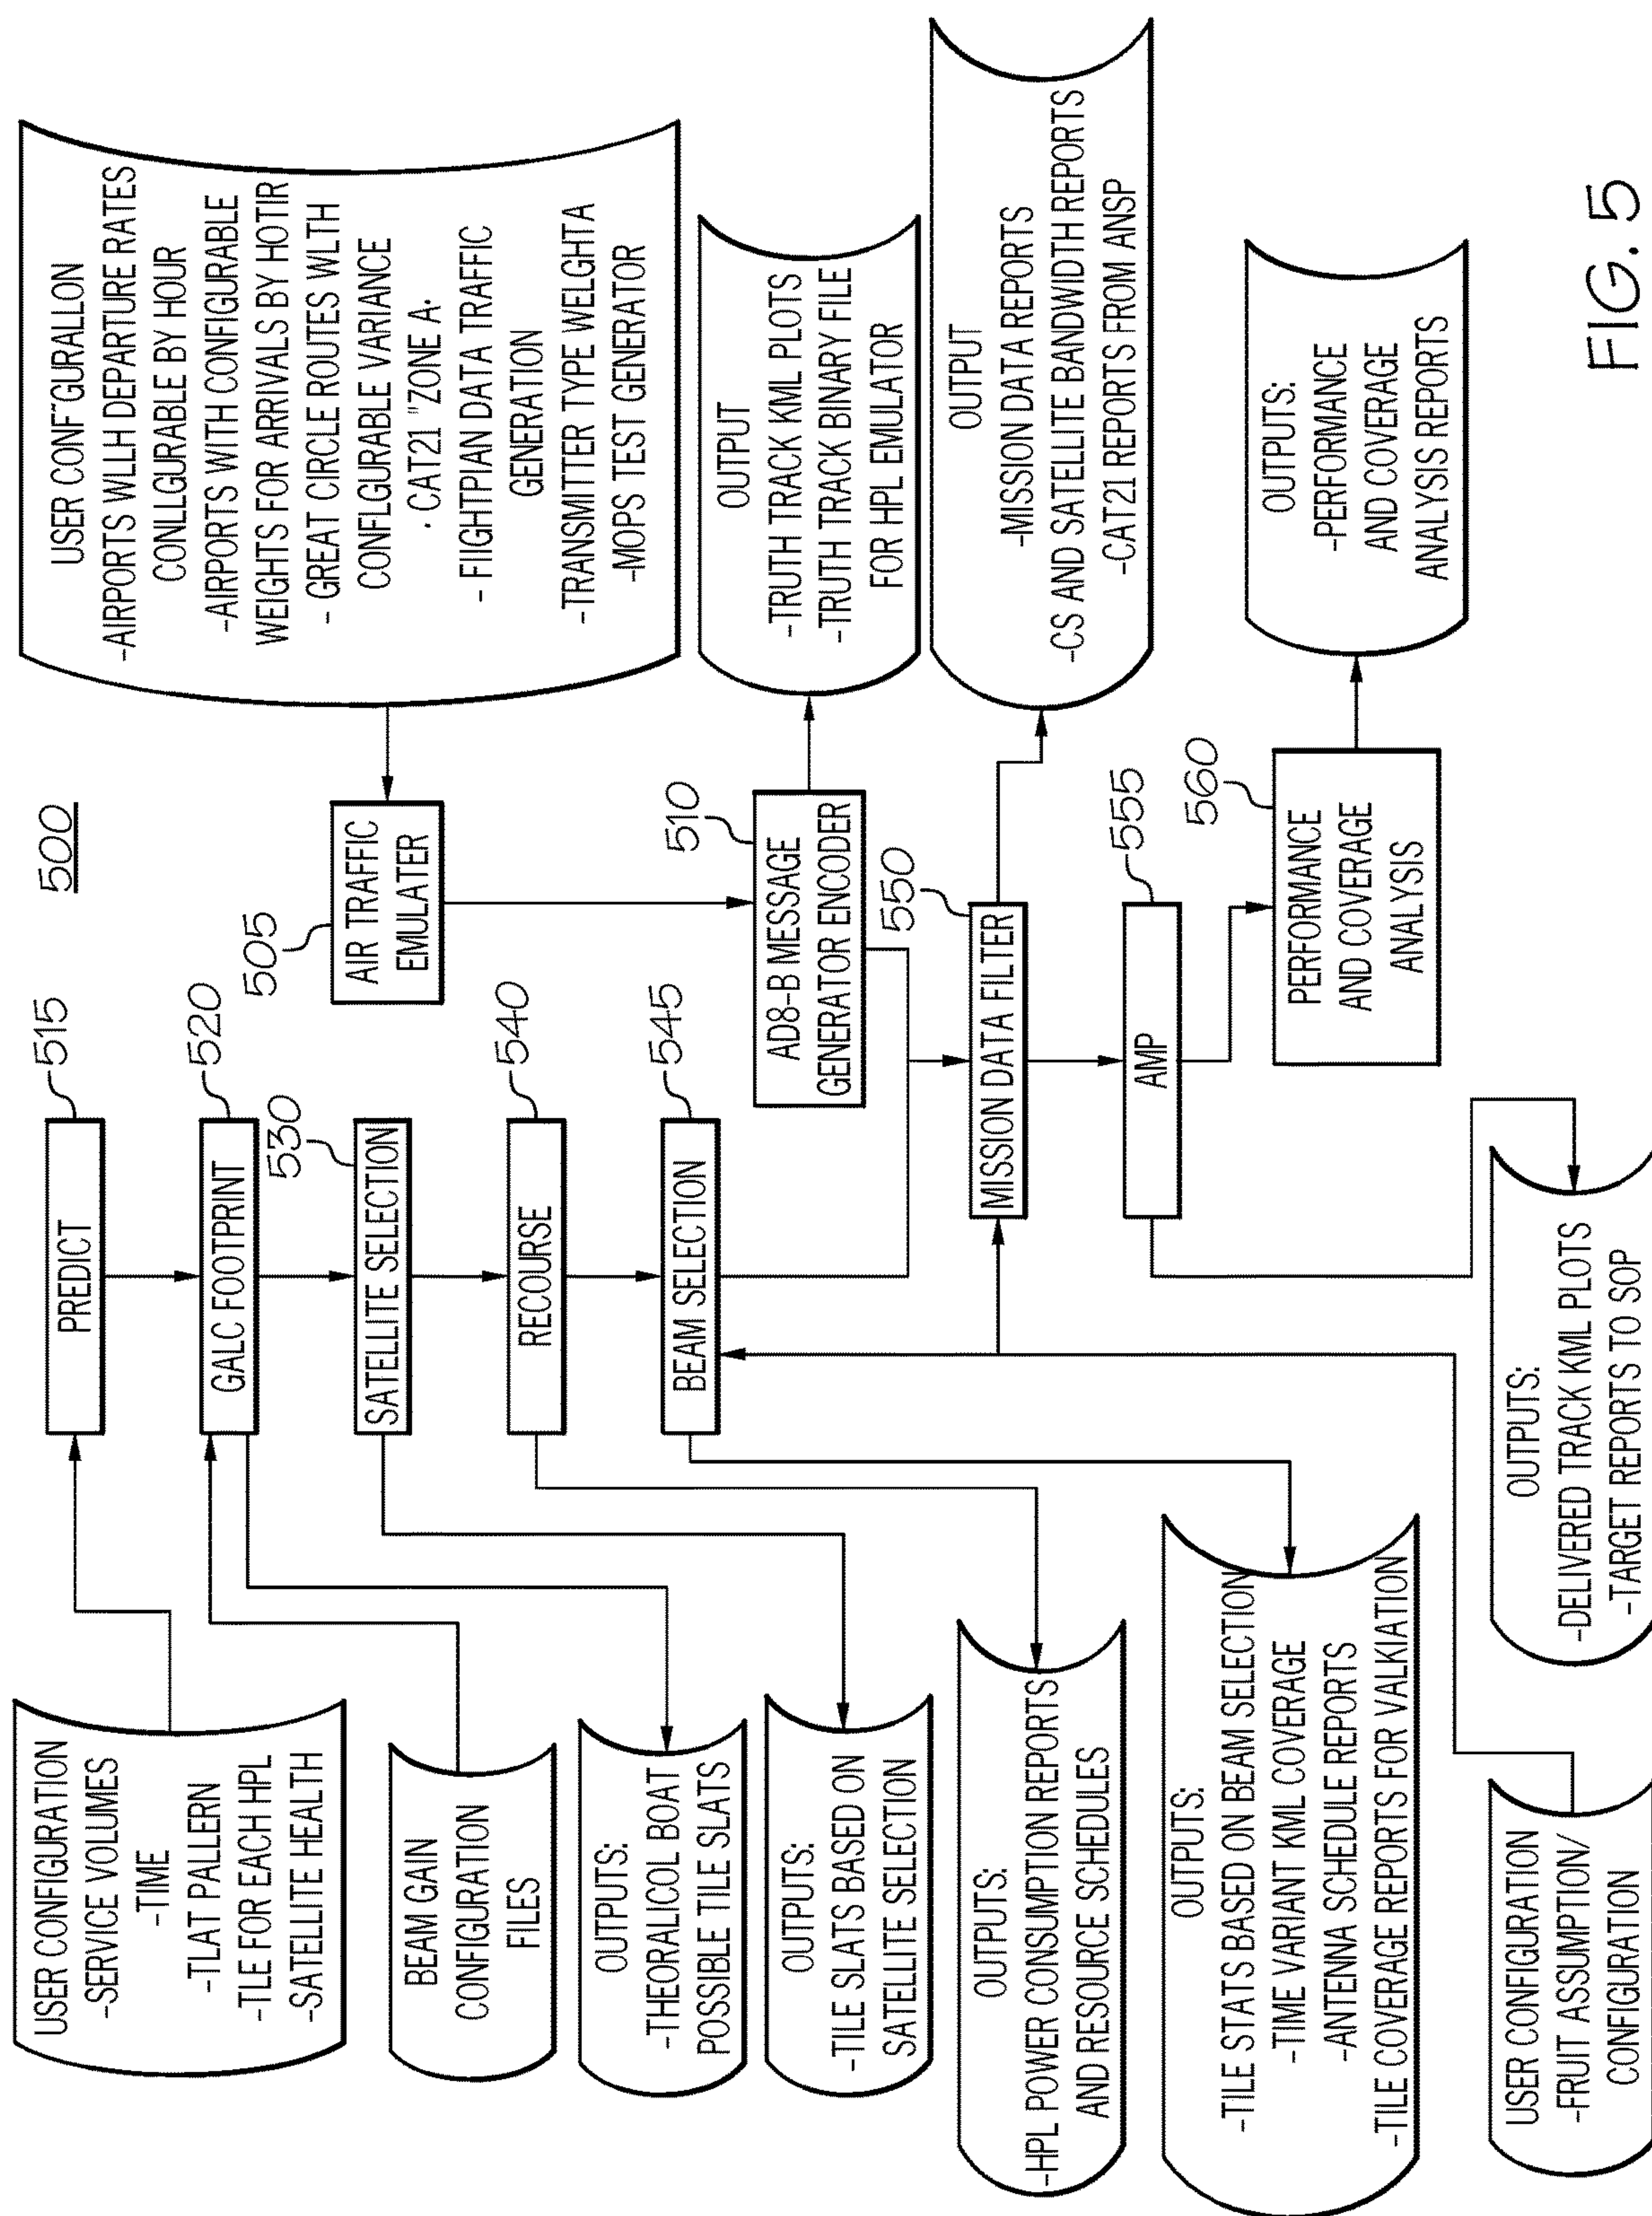 500
USER CONFIGURATION
-SERVICE VOLUMES
-TIME
-TLAT PALLERN
-TLE FOR EACH HPL
-SATELLITE HEALTH
BEAM GAIN
CONFIGURATION
FILES
OUTPUTS:
-THEORALICOL BOAT
POSSIBLE TILE SLATS
OUTPUTS:
-TILE SLATS BASED ON
SATELLITE SELECTION
OUTPUTS:
-HPL POWER CONSUMPTION REPORTS
AND RESOURCE SCHEDULES
OUTPUTS:
-TILE STATS BASED ON BEAM SELECTION
-TIME VARIANT KML COVERAGE
-ANTENNA SCHEDULE REPORTS
-TILE COVERAGE REPORTS FOR VALKIATION
USER CONFIGURATION
-FRUIT ASSUMPTION/
CONFIGURATION
PREDICT
515
GALC FOOTPRINT
520
SATELLITE SELECTION
530
RECOURSE
540
BEAM SELECTION
545
AIR TRAFFIC
EMULATER
505
AD8-B MESSAGE
GENERATOR ENCODER
510
MISSION DATA FILTER
550
AMP
555
PERFORMANCE
AND COVERAGE
ANALYSIS
560
OUTPUTS:
-DELIVERED TRACK KML PLOTS
-TARGET REPORTS TO SOP
USER CONF"GURALLON
-AIRPORTS WLLH DEPARTURE RATES
CONLLGURABLE BY HOUR
-AIRPORTS WITH CONFIGURABLE
WEIGHTS FOR ARRIVALS BY HOTIR
- GREAT CIRCLE ROUTES WLTH
CONFLGURABLE VARIANCE
· CAT21 "ZONE A·
- FIIGHTPIAN DATA TRAFFIC
GENERATION
-TRANSMITTER TYPE WELGHTA
-MOPS TEST GENERATOR
OUTPUT
-TRUTH TRACK KML PLOTS
-TRUTH TRACK BINARY FILE
FOR HPL EMULATOR
OUTPUT
-MISSION DATA REPORTS
-CS AND SATELLITE BANDWIDTH REPORTS
-CAT21 REPORTS FROM ANSP
OUTPUTS:
-PERFORMANCE
AND COVERAGE
ANALYSIS REPORTS
FIG. 5